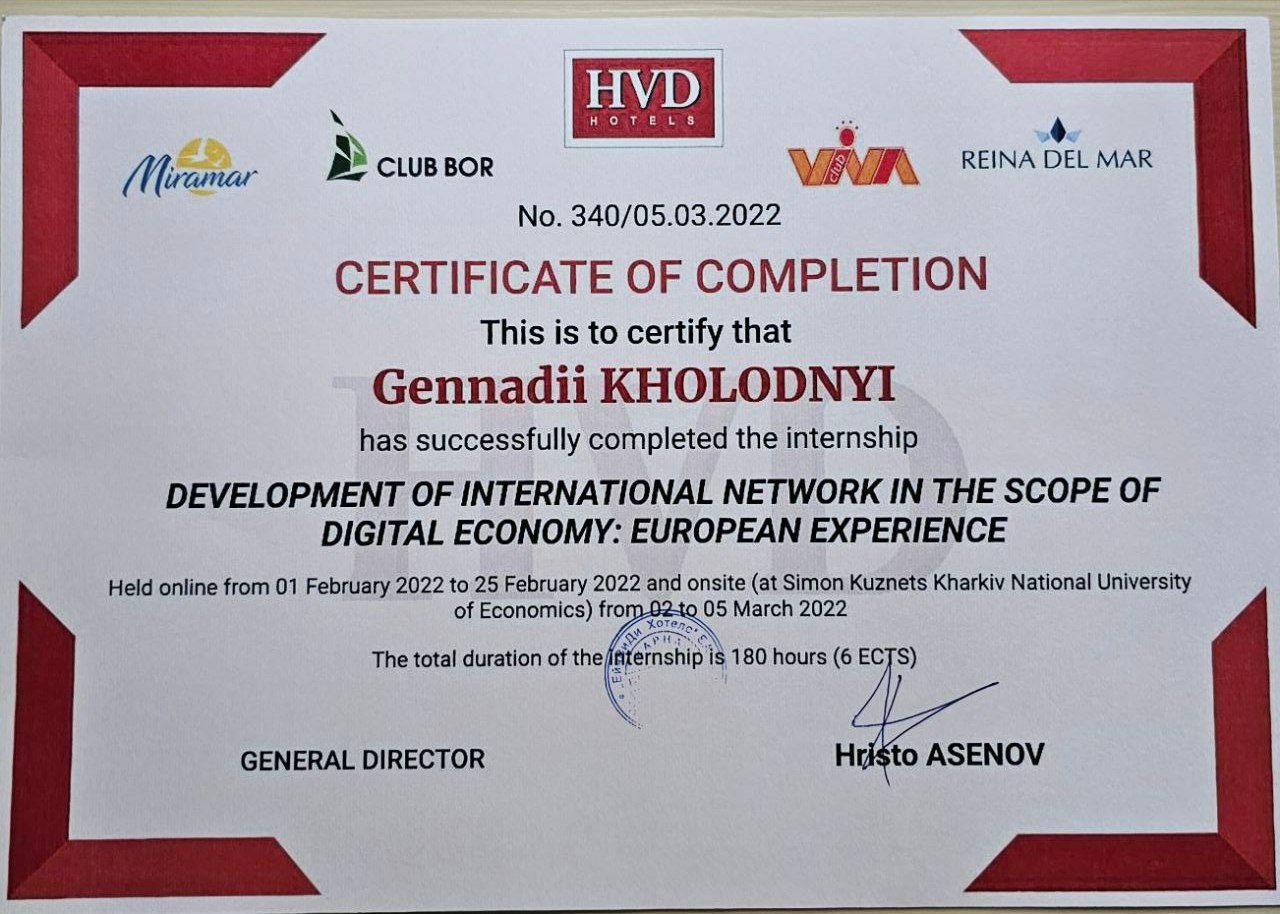 HVD
HOTELS
Miramar
CLUB BOR
VIVA
club
REINA DEL MAR
No. 340/05.03.2022
CERTIFICATE OF COMPLETION
This is to certify that
Gennadii KHOLODNYI
has successfully completed the internship
DEVELOPMENT OF INTERNATIONAL NETWORK IN THE SCOPE OF
DIGITAL ECONOMY: EUROPEAN EXPERIENCE
Held online from 01 February 2022 to 25 February 2022 and onsite (at Simon Kuznets Kharkiv National University
of Economics) from 02 to 05 March 2022
The total duration of the internship is 180 hours (6 ECTS)
Хотелс"
GENERAL DIRECTOR
Hristo ASENOV
HVD